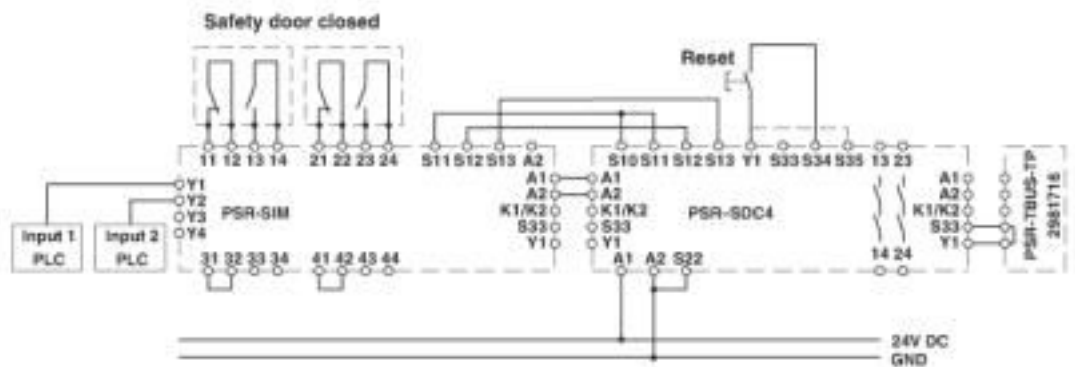 Safety door closed
Reset
11 12 13 14 21 22 23 24 S11 S12 S13 A2
S10 S11 S12 S13 Y1 S33 S34 S35 13 23
Y1
Y2
Y3
Y4
PSR-SIM
A1
A2
K1/K2
S33
Y1
A1
A2
K1/K2
S33
Y1
PSR-SDC4
A1
A2
K1/K2
S33
Y1
PSR-TBUS-TP
2981716
Input 1
PLC
Input 2
PLC
31 32 33 34 41 42 43 44
A1 A2 S22 14 24
24V DC
GND